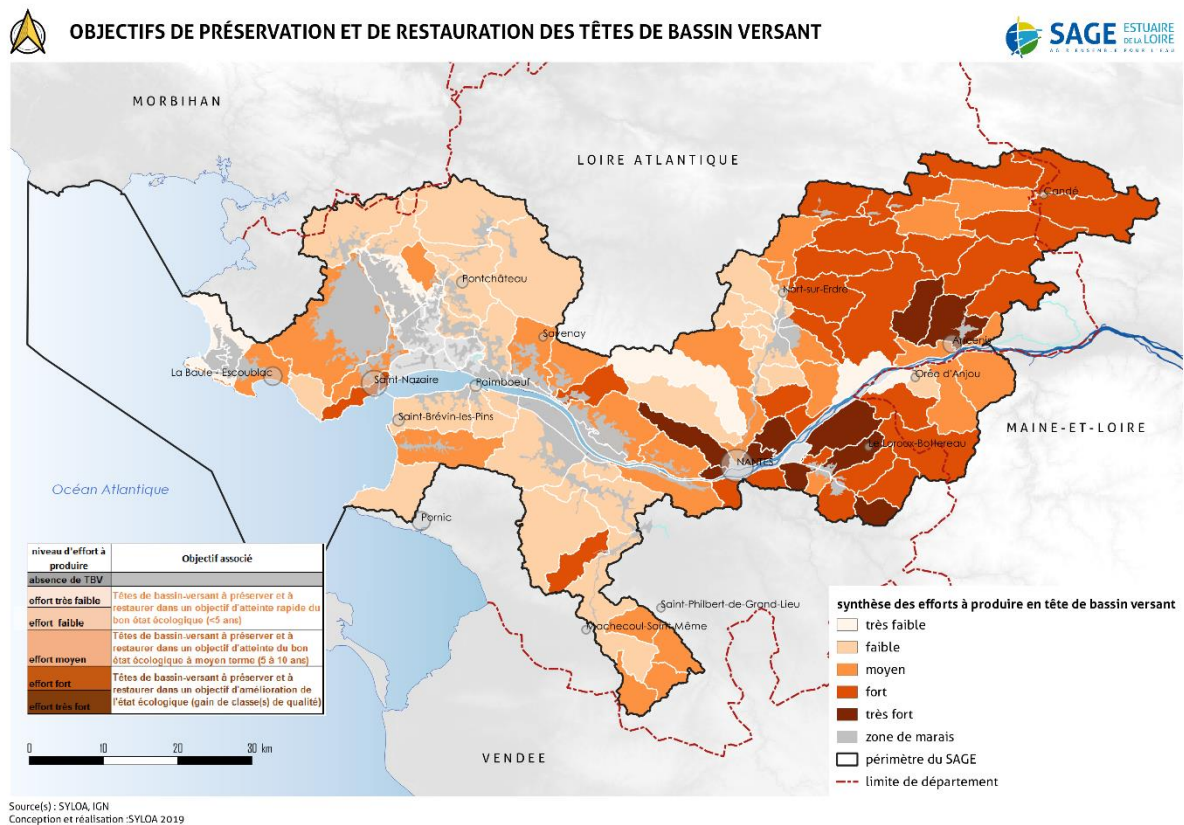 OBJECTIFS DE PRÉSERVATION ET DE RESTAURATION DES TÊTES DE BASSIN VERSANT
SAGE ESTUAIRE
DE LA LOIRE
MORBIHAN
LOIRE ATLANTIQUE
Candé
Pontchâteau
Nort-sur-Erdre
Savenay
Ancenis
La Baule - Escoublac
Saint-Nazaire
Paimboeuf
Orée d'Anjou
Saint-Brévin-les-Pins
MAINE-ET-LOIRE
Le Loroux-Bottereau
NANTES
Océan Atlantique
Pornic
niveau d'effort à
produire
Objectif associé
absence de TBV
effort très faible
effort faible
Têtes de bassin-versant à préserver et à
restaurer dans un objectif d'atteinte rapide du
bon état écologique (<5 ans)
effort moyen
Têtes de bassin-versant à préserver et à
restaurer dans un objectif d'atteinte du bon
état écologique à moyen terme (5 à 10 ans)
effort fort
effort très fort
Têtes de bassin-versant à préserver et à
restaurer dans un objectif d'amélioration de
l'état écologique (gain de classe(s) de qualité)
Saint-Philbert-de-Grand-Lieu
Machecoul-Saint-Même
synthèse des efforts à produire en tête de bassin versant
très faible
faible
moyen
fort
très fort
zone de marais
périmètre du SAGE
limite de département
0 10 20 30 km
VENDEE
Source(s) : SYLOA, IGN
Conception et réalisation :SYLOA 2019